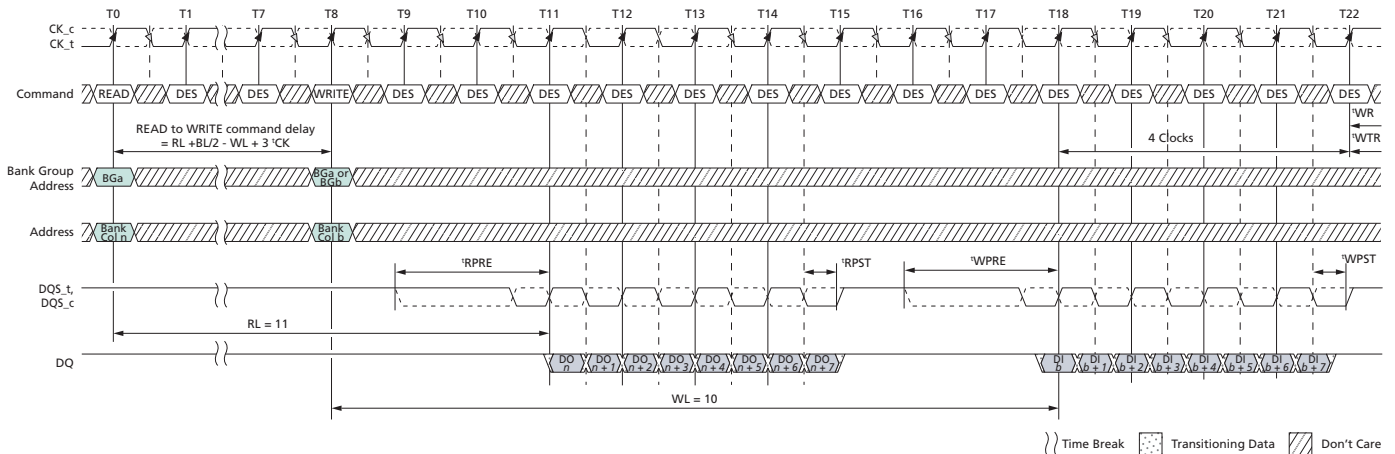 T0 T1 T7 T8 T9 T10 T11 T12 T13 T14 T15 T16 T17 T18 T19 T20 T21 T22
CK_c
CK_t
Command READ DES DES WRITE DES DES DES DES DES DES DES DES DES DES DES DES DES DES
READ to WRITE command delay
= RL +BL/2 - WL + 3 tCK
tWR
4 Clocks tWTR
Bank Group
Address
BGa
BGa or
BGb
Address
Bank
Col n
Bank
Col b
tRPRE tRPST tWPRE tWPST
DQS_t,
DQS_c
RL = 11
DQ
DO
n
DO
n + 1
DO
n + 2
DO
n + 3
DO
n + 4
DO
n + 5
DO
n + 6
DO
n + 7
DI
b
DI
b + 1
DI
b + 2
DI
b + 3
DI
b + 4
DI
b + 5
DI
b + 6
DI
b + 7
WL = 10
Time Break Transitioning Data Don't Care